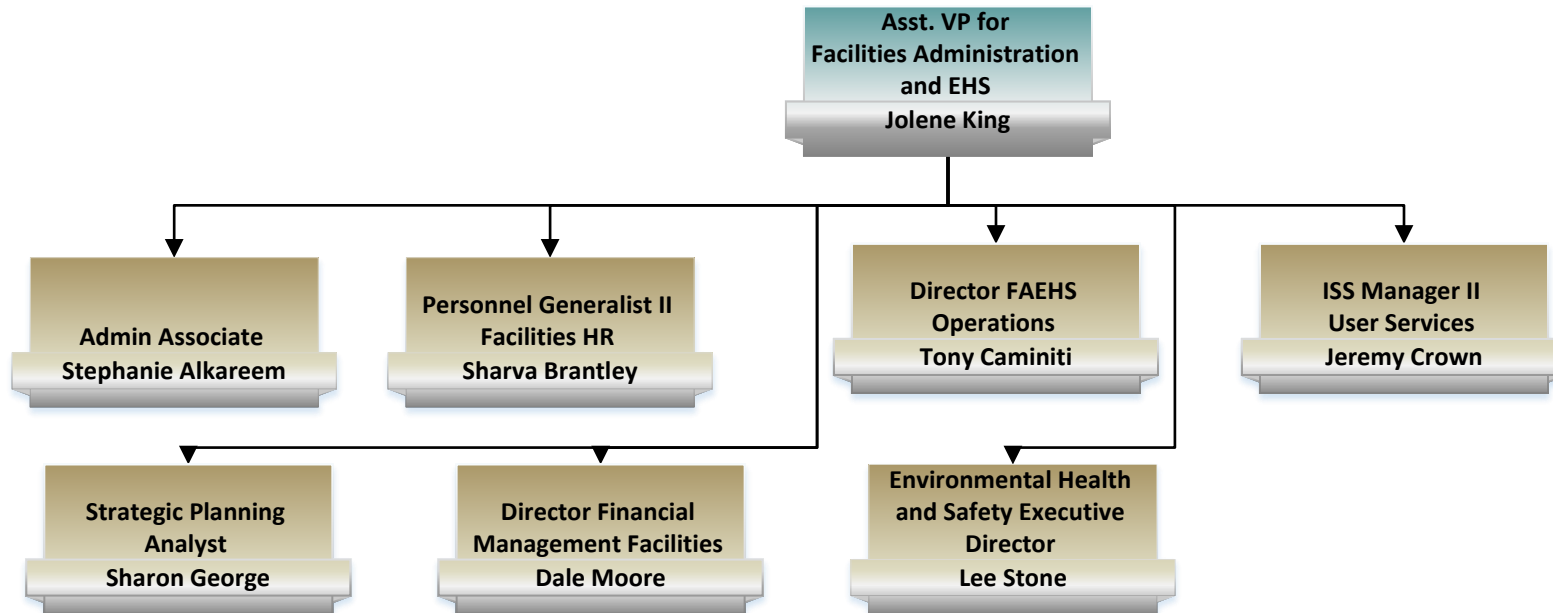 Asst. VP for
Facilities Administration
and EHS
Jolene King
Admin Associate
Stephanie Alkareem
Personnel Generalist II
Facilities HR
Sharva Brantley
Director FAEHS
Operations
Tony Caminiti
ISS Manager II
User Services
Jeremy Crown
Strategic Planning
Analyst
Sharon George
Director Financial
Management Facilities
Dale Moore
Environmental Health
and Safety Executive
Director
Lee Stone